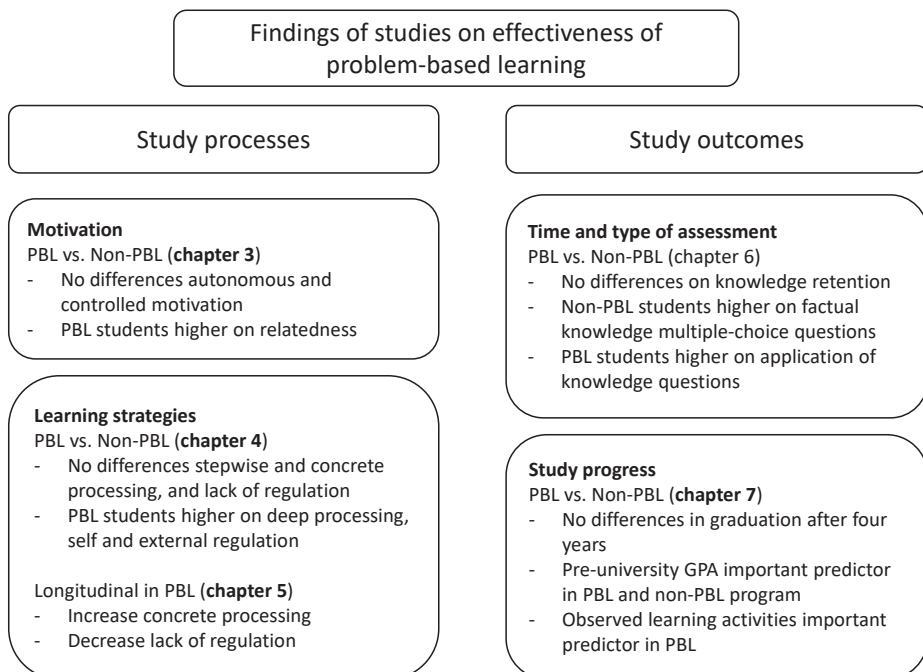 Findings of studies on effectiveness of
problem-based learning
Study processes
Motivation
PBL vs. Non-PBL (chapter 3)
- No differences autonomous and
controlled motivation
- PBL students higher on relatedness
Learning strategies
PBL vs. Non-PBL (chapter 4)
- No differences stepwise and concrete
processing, and lack of regulation
- PBL students higher on deep processing,
self and external regulation
Longitudinal in PBL (chapter 5)
- Increase concrete processing
- Decrease lack of regulation
Study outcomes
Time and type of assessment
PBL vs. Non-PBL (chapter 6)
- No differences on knowledge retention
- Non-PBL students higher on factual
knowledge multiple-choice questions
- PBL students higher on application of
knowledge questions
Study progress
PBL vs. Non-PBL (chapter 7)
- No differences in graduation after four
years
- Pre-university GPA important predictor
in PBL and non-PBL program
- Observed learning activities important
predictor in PBL